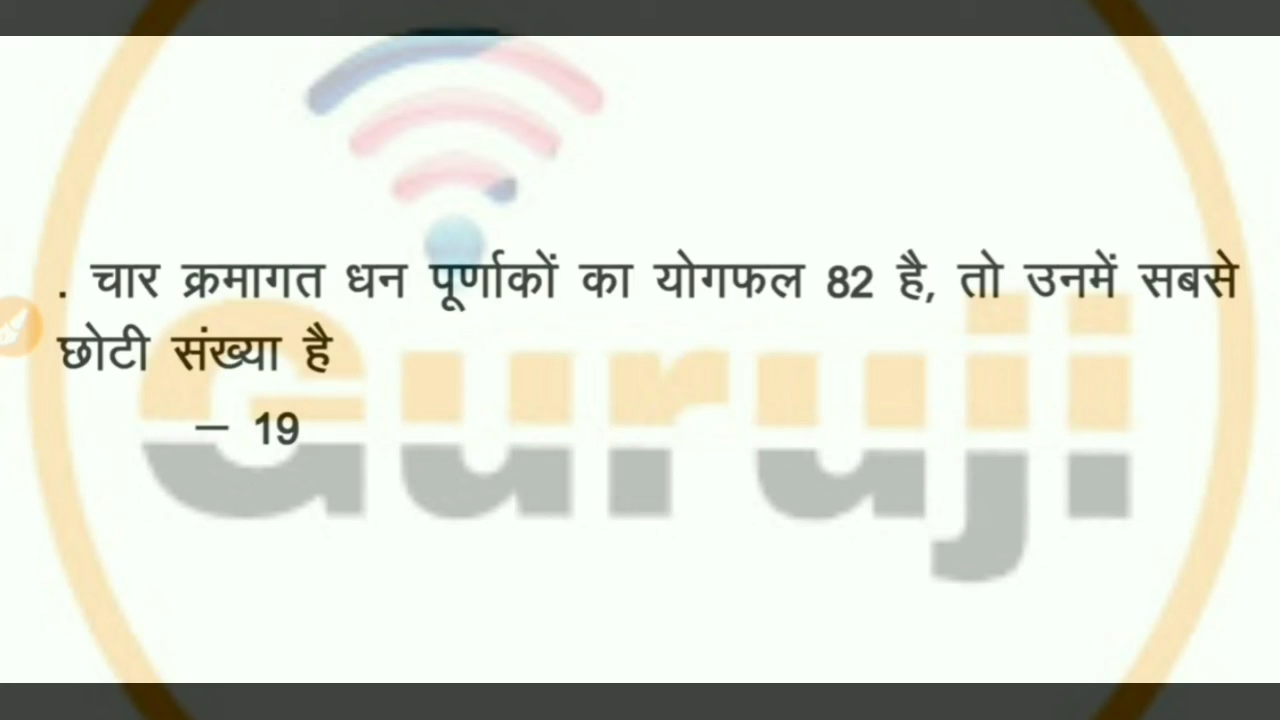 . चार क्रमागत धन पूर्णाकों का योगफल 82 है, तो उनमें सबसे
छोटी संख्या है
– 19
Guruji